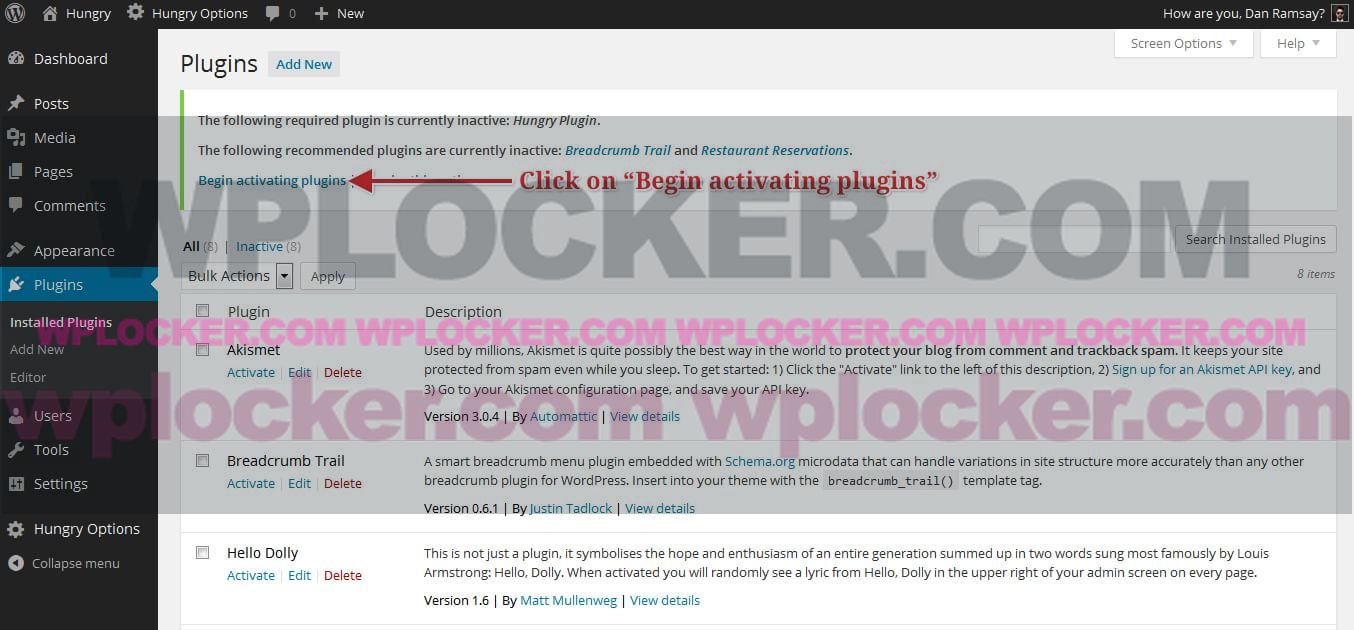 Hungry Hungry Options 0 New How are you, Dan Ramsay?
Screen Options Help
Dashboard
Posts
Media
Pages
Comments
Appearance
Plugins
Installed Plugins
Add New
Editor
Users
Tools
Settings
Hungry Options
Collapse menu
Plugins Add New
The following required plugin is currently inactive: Hungry Plugin.
The following recommended plugins are currently inactive: Breadcrumb Trail and Restaurant Reservations.
Begin activating plugins
Click on “Begin activating plugins”
WPLOCKER.COM
All (8) | Inactive (8)
Search Installed Plugins
Bulk Actions Apply
8 items
Plugin Description
WPLOCKER.COM WPLOCKER.COM WPLOCKER.COM WPLOCKER.COM
Akismet
Activate | Edit | Delete
Used by millions, Akismet is quite possibly the best way in the world to protect your blog from comment and trackback spam. It keeps your site
protected from spam even while you sleep. To get started: 1) Click the "Activate" link to the left of this description, 2) Sign up for an Akismet API key, and
3) Go to your Akismet configuration page, and save your API key.
Version 3.0.4 | By Automattic | View details
wplocker.com wplocker.com
Breadcrumb Trail
Activate | Edit | Delete
A smart breadcrumb menu plugin embedded with Schema.org microdata that can handle variations in site structure more accurately than any other
breadcrumb plugin for WordPress. Insert into your theme with the breadcrumb_trail() template tag.
Version 0.6.1 | By Justin Tadlock | View details
Hello Dolly
Activate | Edit | Delete
This is not just a plugin, it symbolises the hope and enthusiasm of an entire generation summed up in two words sung most famously by Louis
Armstrong: Hello, Dolly. When activated you will randomly see a lyric from Hello, Dolly in the upper right of your admin screen on every page.
Version 1.6 | By Matt Mullenweg | View details